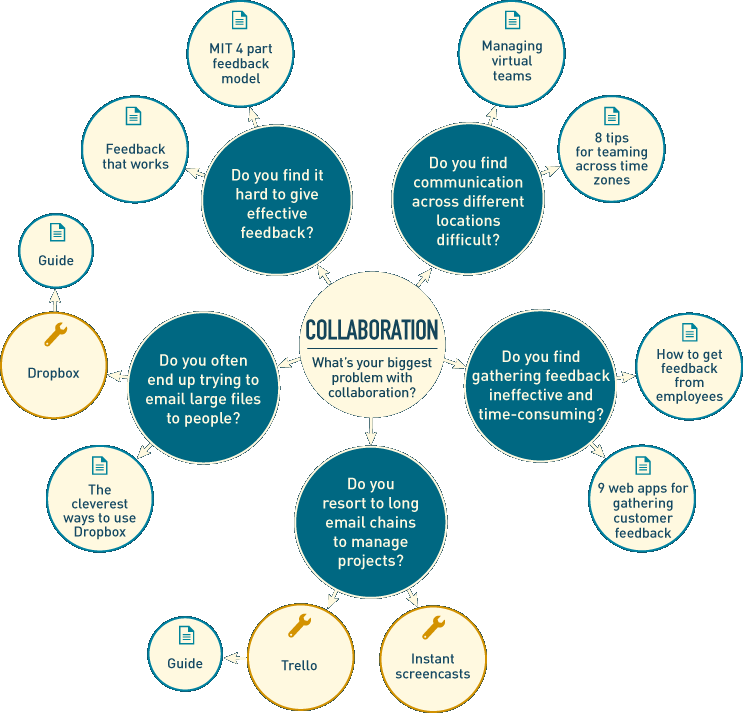 MIT 4 part
feedback
model
Managing
virtual
teams
Feedback
that works
8 tips
for teaming
across time
zones
Do you find it
hard to give
effective
feedback?
Do you find
communication
across different
locations
difficult?
Guide
COLLABORATION
What's your biggest
problem with
collaboration?
Dropbox
Do you often
end up trying to
email large files
to people?
Do you find
gathering feedback
ineffective and
time-consuming?
How to get
feedback
from
employees
The
cleverest
ways to use
Dropbox
Do you
resort to long
email chains
to manage
projects?
9 web apps for
gathering
customer
feedback
Guide
Trello
Instant
screencasts